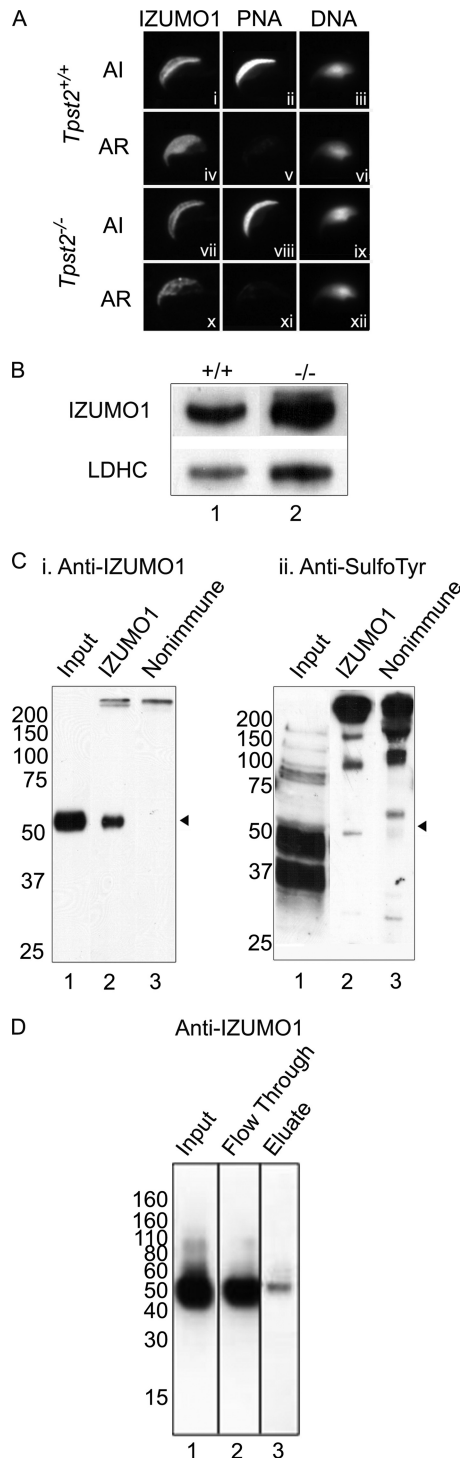 A
IZUMO1 PNA DNA
Tpst2+/+
AI
i ii iii
AR
iv v vi
Tpst2-/-
AI
vii viii ix
AR
x xi xii
B
+/+ -/-
IZUMO1
LDHC
1 2
C
i. Anti-IZUMO1
Input IZUMO1 Nonimmune
200
150
100
75
50
37
25
1 2 3
ii. Anti-SulfoTyr
Input IZUMO1 Nonimmune
200
150
100
75
50
37
25
1 2 3
D
Anti-IZUMO1
Input Flow Through Eluate
160
160
110
80
60
50
40
30
15
1 2 3